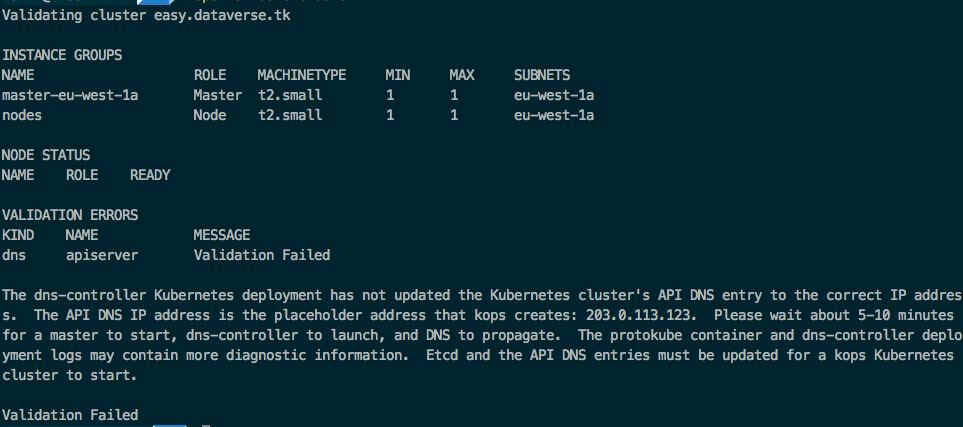 Validating cluster easy.dataverse.tk
INSTANCE GROUPS
NAME ROLE MACHINETYPE MIN MAX SUBNETS
master-eu-west-1a Master t2.small 1 1 eu-west-1a
nodes Node t2.small 1 1 eu-west-1a
NODE STATUS
NAME ROLE READY
VALIDATION ERRORS
KIND NAME MESSAGE
dns apiserver Validation Failed
The dns-controller Kubernetes deployment has not updated the Kubernetes cluster's API DNS entry to the correct IP addres
s.  The API DNS IP address is the placeholder address that kops creates: 203.0.113.123.  Please wait about 5-10 minutes
for a master to start, dns-controller to launch, and DNS to propagate.  The protokube container and dns-controller deplo
yment logs may contain more diagnostic information.  Etcd and the API DNS entries must be updated for a kops Kubernetes
cluster to start.
Validation Failed